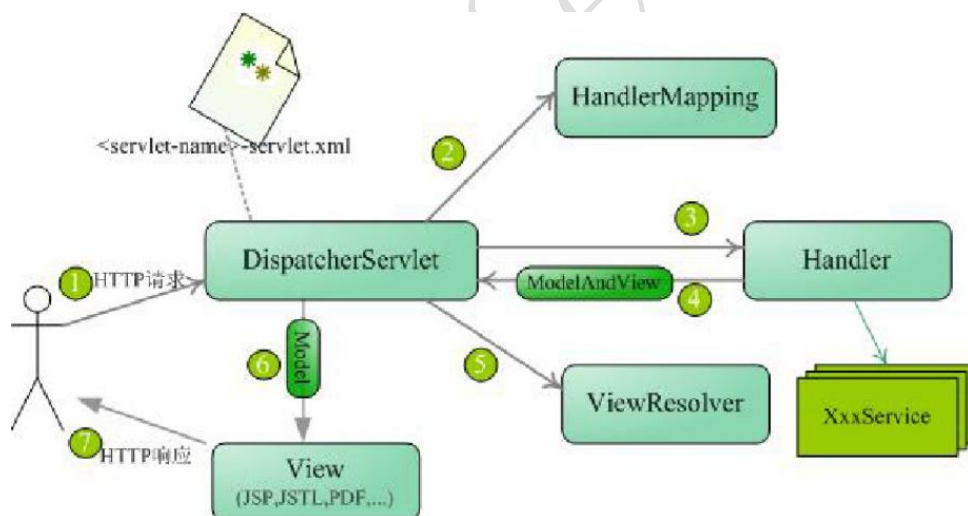 <servlet-name>-servlet.xml
HandlerMapping
2
3
DispatcherServlet
Handler
1
HTTP请求
ModelAndView
4
Model
6
5
ViewResolver
XxxService
7
HTTP响应
View
(JSP,JSTL,PDF,...)